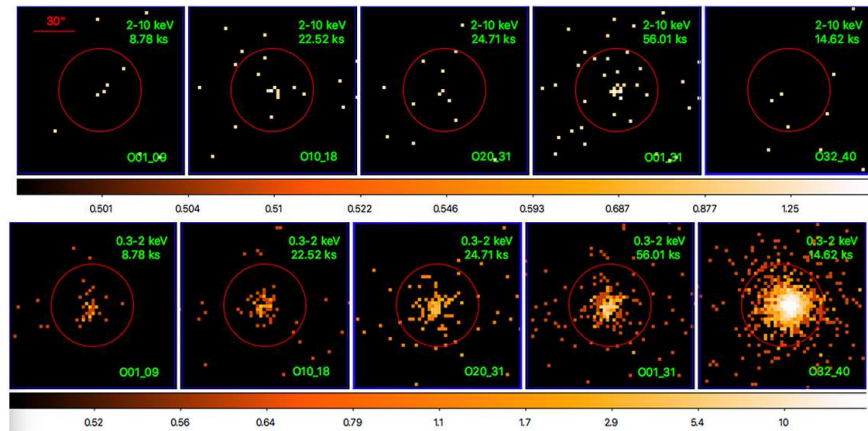 30"
2-10 keV
8.78 ks
O01_09
2-10 keV
22.52 ks
O10_18
2-10 keV
24.71 ks
O20_31
2-10 keV
56.01 ks
O01_31
2-10 keV
14.62 ks
O32_40
0.501 0.504 0.51 0.522 0.546 0.593 0.687 0.877 1.25
0.3-2 keV
8.78 ks
O01_09
0.3-2 keV
22.52 ks
O10_18
0.3-2 keV
24.71 ks
O20_31
0.3-2 keV
56.01 ks
O01_31
0.3-2 keV
14.62 ks
O32_40
0.52 0.56 0.64 0.79 1.1 1.7 2.9 5.4 10